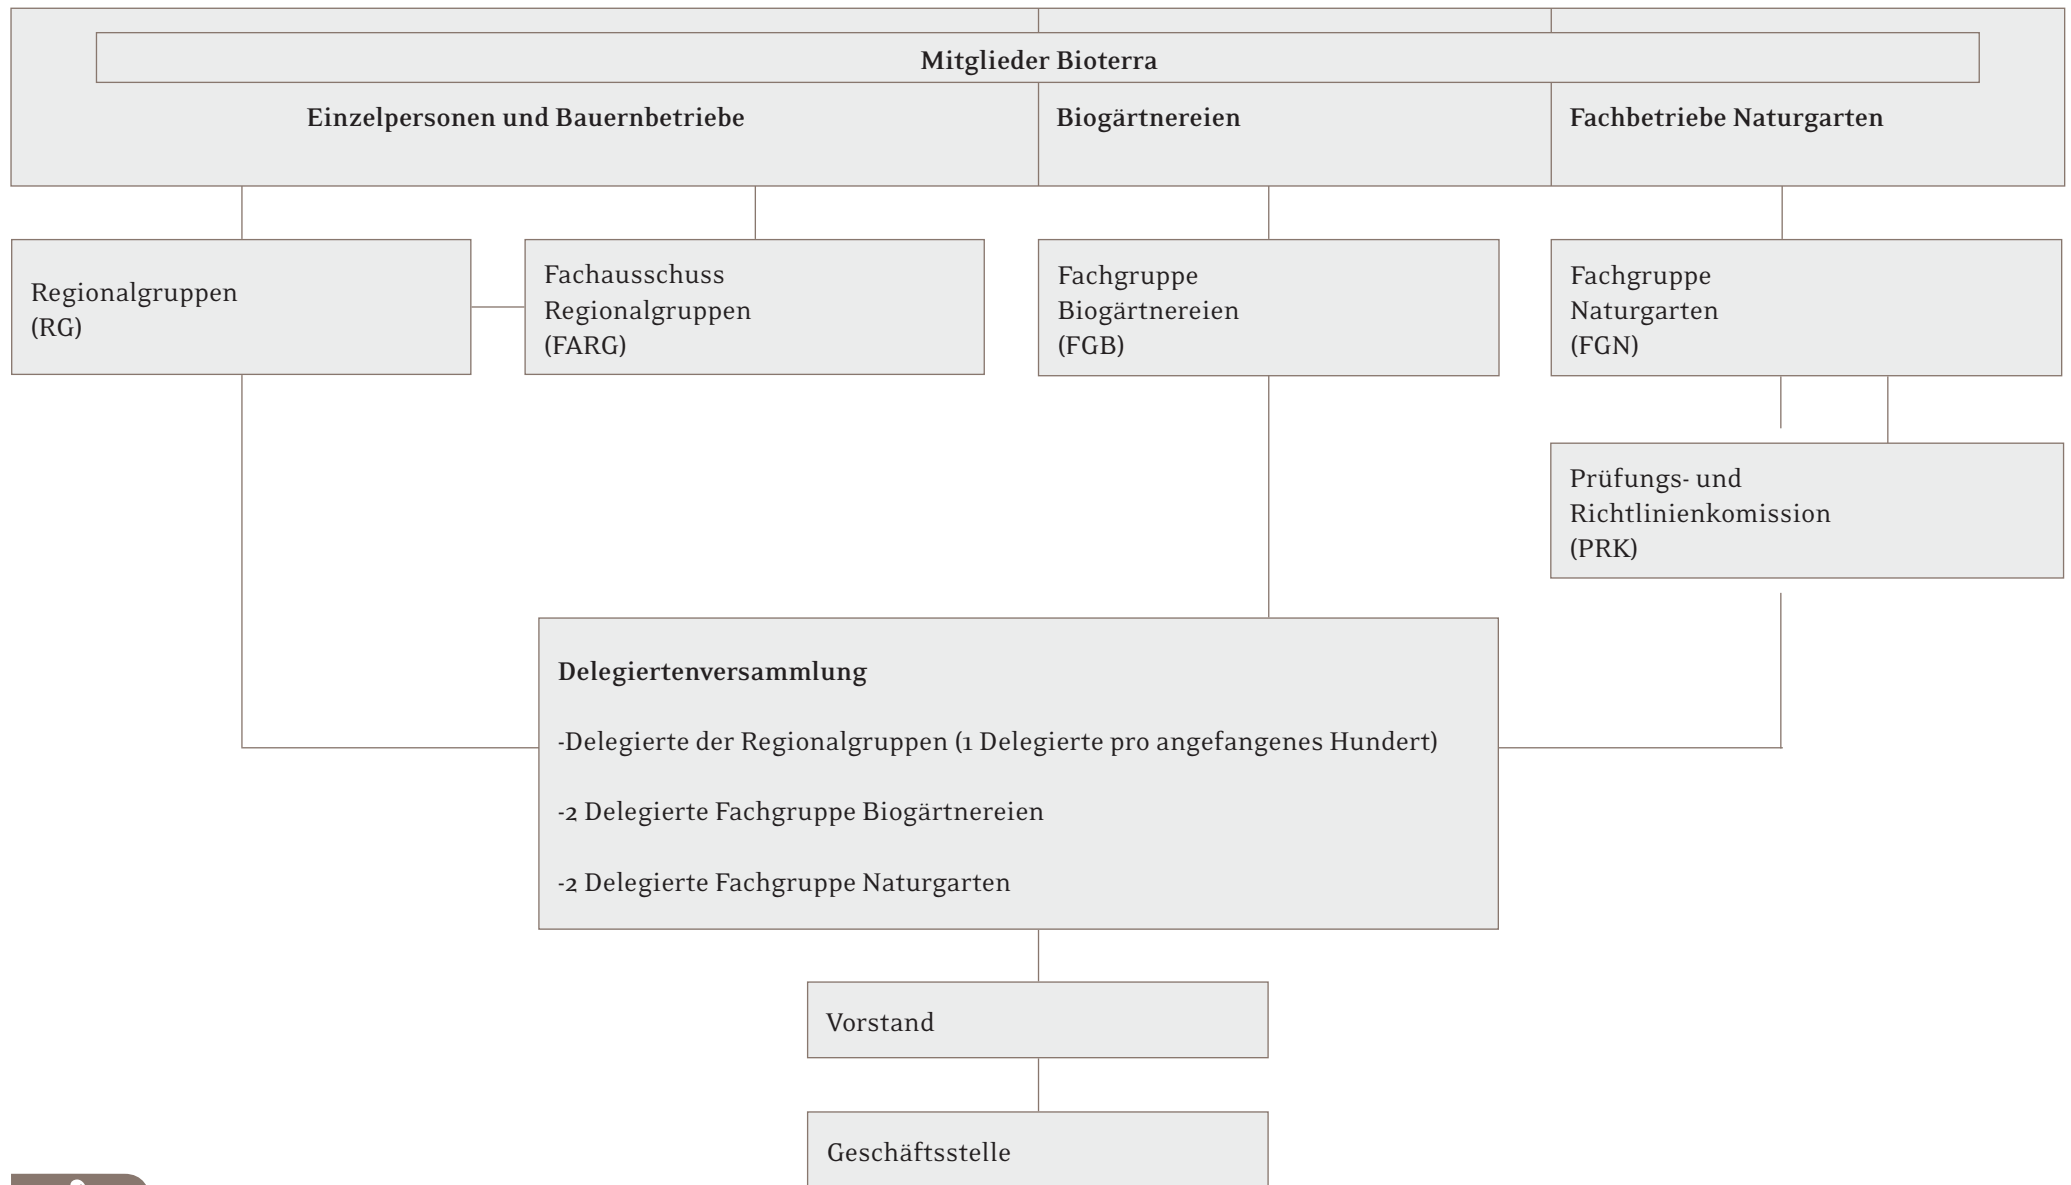 Mitglieder Bioterra
Einzelpersonen und Bauernbetriebe
Biogärtnereien
Fachbetriebe Naturgarten
Regionalgruppen
(RG)
Fachausschuss
Regionalgruppen
(FARG)
Fachgruppe
Biogärtnereien
(FGB)
Fachgruppe
Naturgarten
(FGN)
Prüfungs- und
Richtlinienkomission
(PRK)
Delegiertenversammlung
-Delegierte der Regionalgruppen (1 Delegierte pro angefangenes Hundert)
-2 Delegierte Fachgruppe Biogärtnereien
-2 Delegierte Fachgruppe Naturgarten
Vorstand
Geschäftsstelle